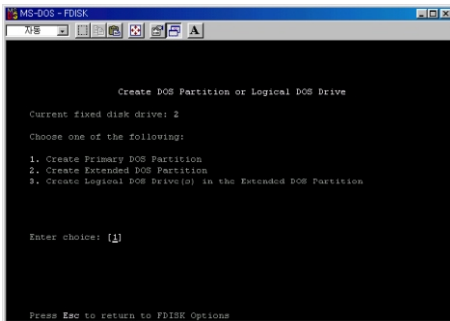 MS-DOS - FDISK
자동
A
Create DOS Partition or Logical DOS Drive
Current fixed disk drive: 2
Choose one of the following:
1. Create Primary DOS Partition
2. Create Extended DOS Partition
3. Create Logical DOS Drive(s) in the Extended DOS Partition
Enter choice: [1]
Press Esc to return to FDISK Options